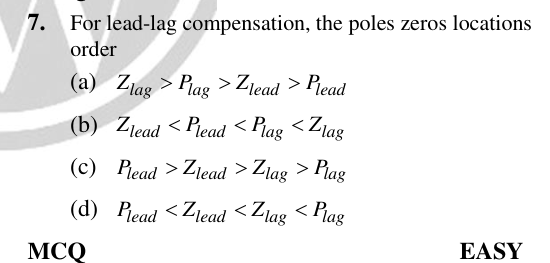 7. For lead-lag compensation, the poles zeros locations
order
(a) Z_lag > P_lag > Z_lead > P_lead
(b) Z_lead < P_lead < P_lag < Z_lag
(c) P_lead > Z_lead > Z_lag > P_lag
(d) P_lead < Z_lead < Z_lag < P_lag
MCQ EASY